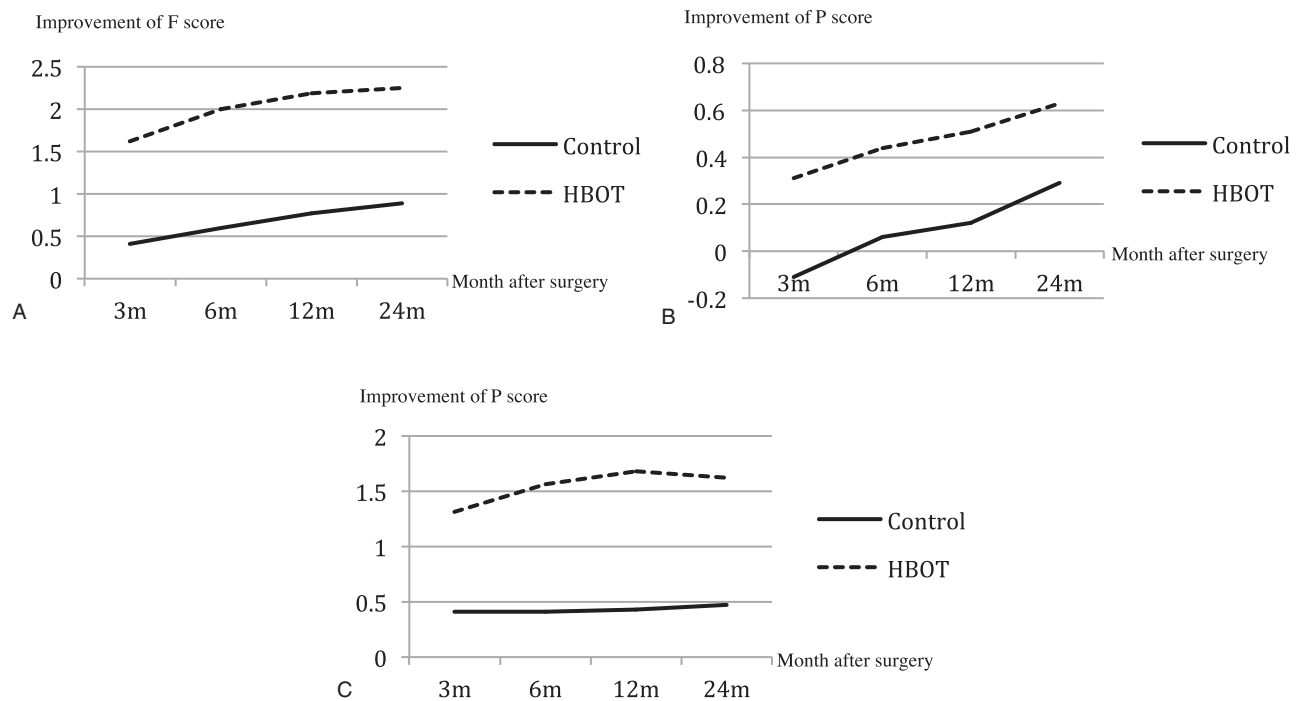 Improvement of F score
2.5
2
1.5
1
0.5
0
3m 6m 12m 24m
Month after surgery
Control
HBOT
A
Improvement of P score
0.8
0.6
0.4
0.2
0
-0.2
3m 6m 12m 24m
Month after surgery
Control
HBOT
B
Improvement of P score
2
1.5
1
0.5
0
3m 6m 12m 24m
Month after surgery
Control
HBOT
C